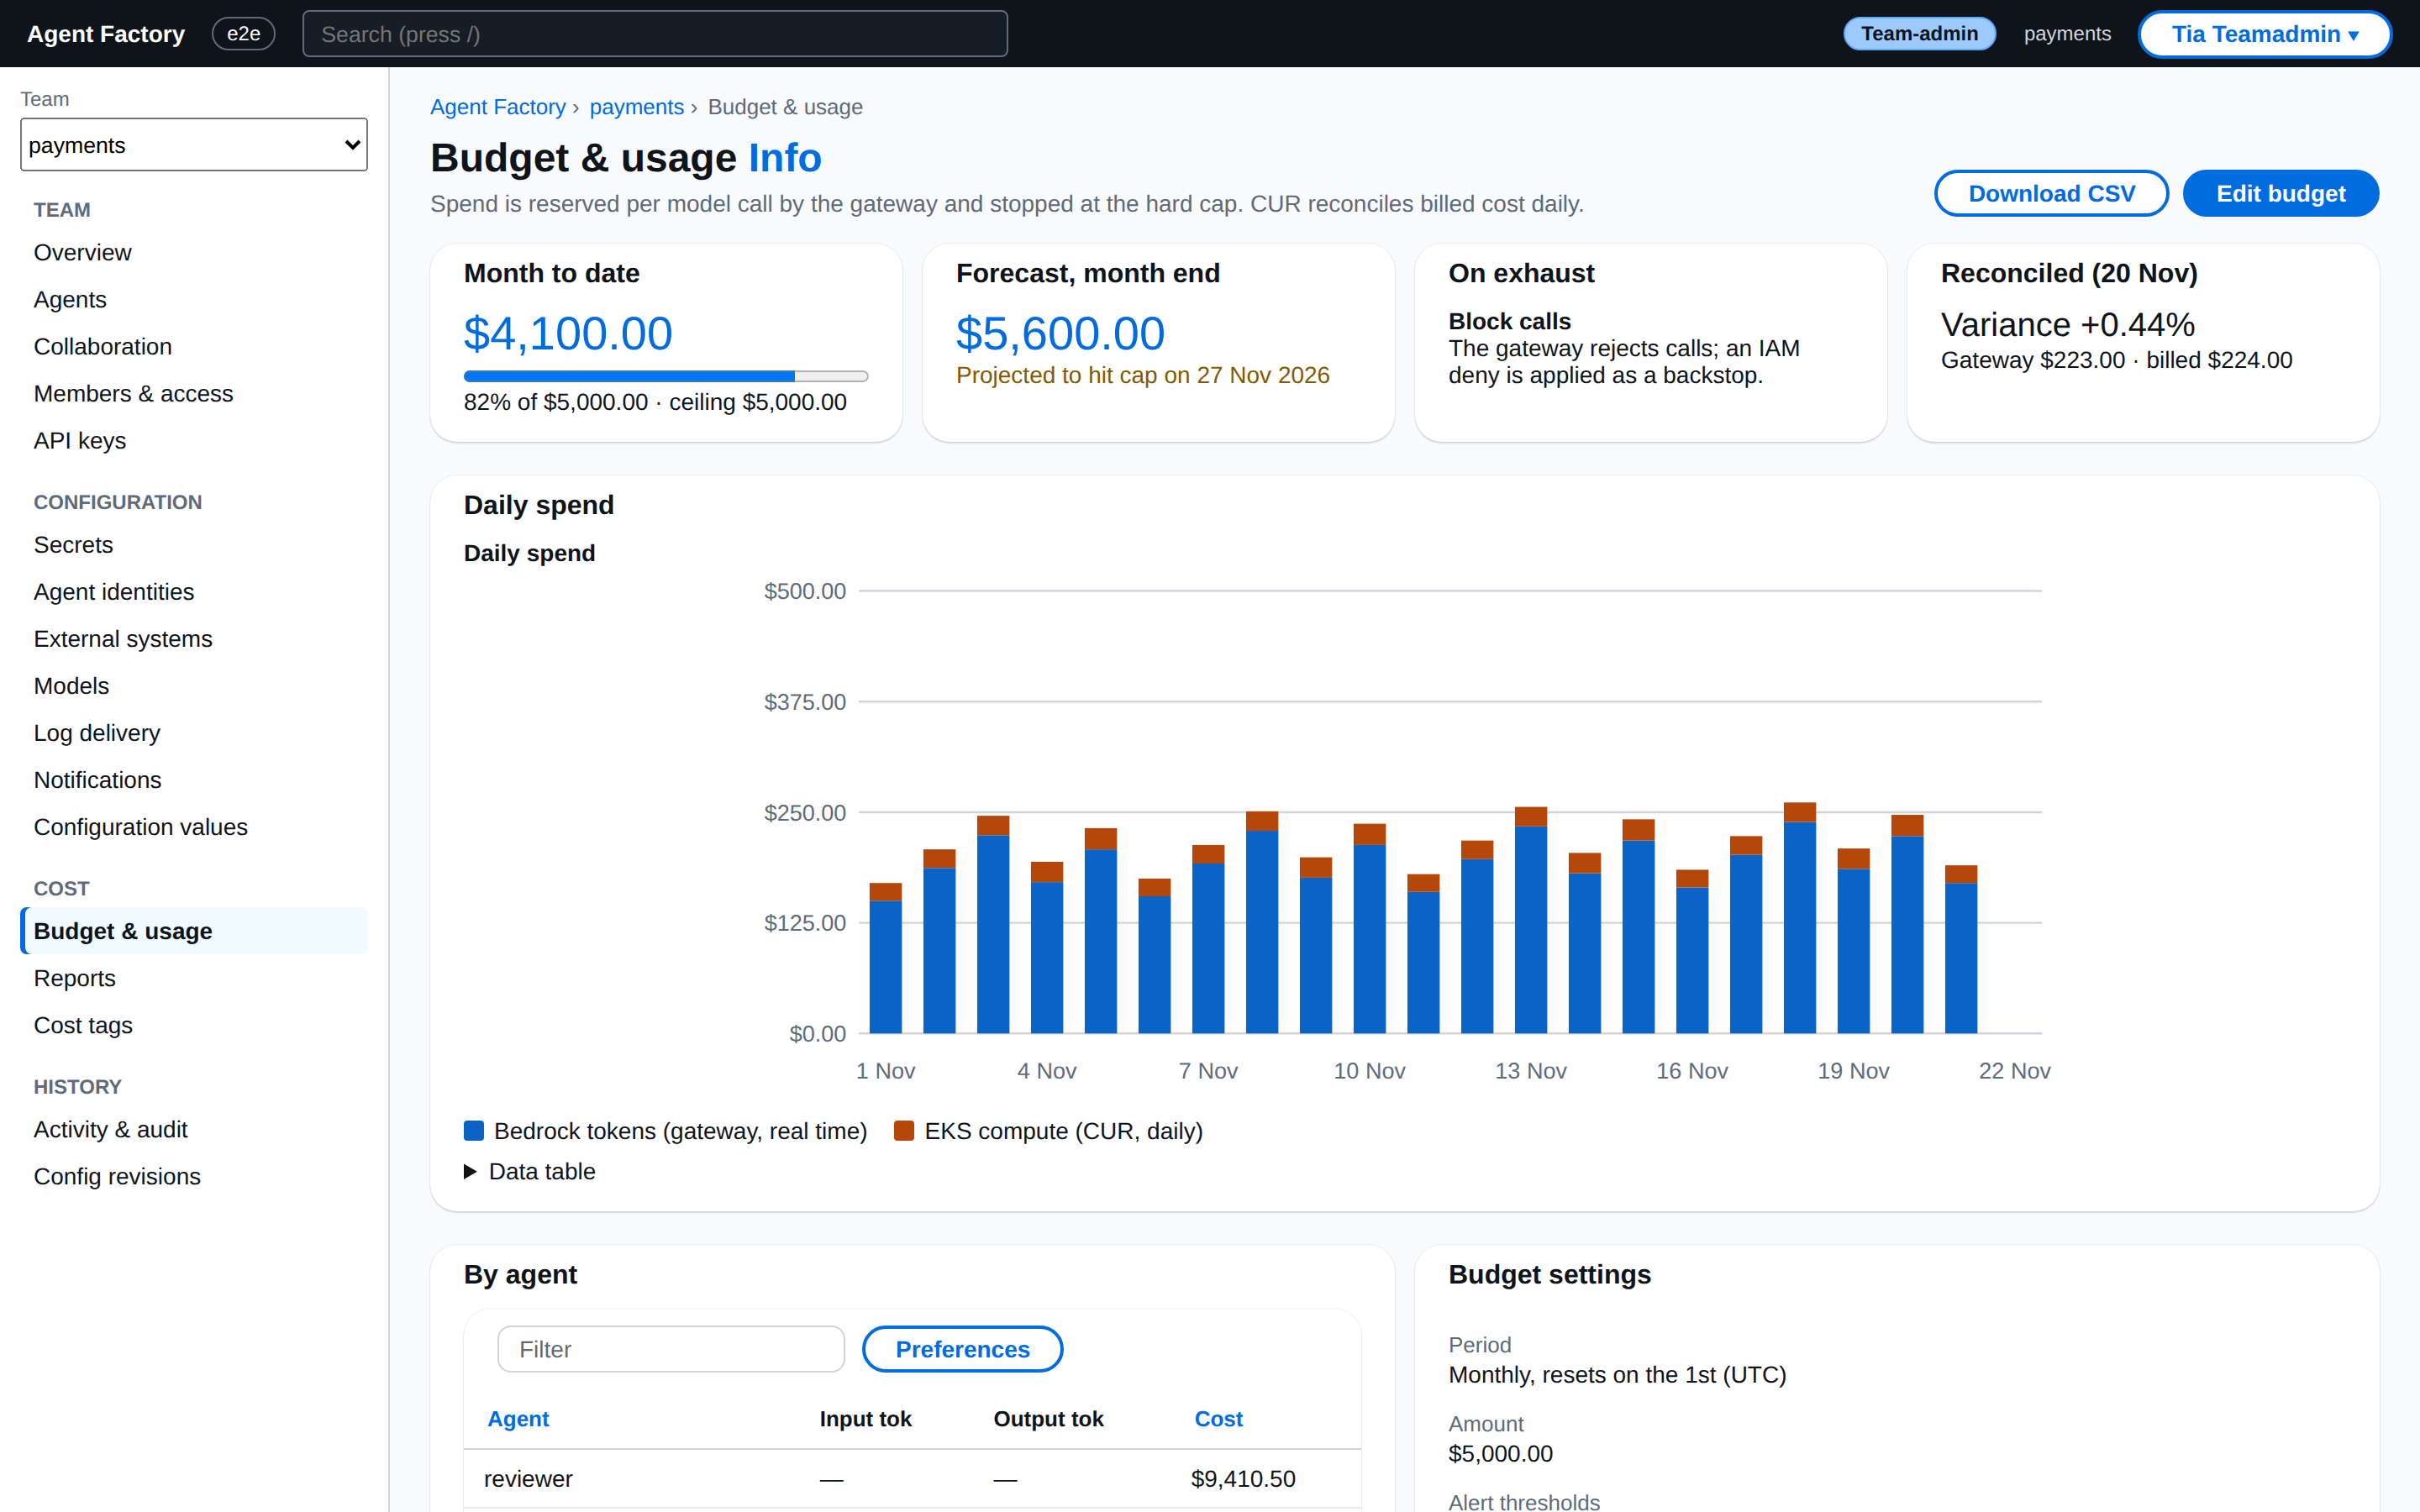 Agent Factory
e2e
Search (press /)
Team-admin
payments
Tia Teamadmin ▾
Team
payments
TEAM
Overview
Agents
Collaboration
Members & access
API keys
CONFIGURATION
Secrets
Agent identities
External systems
Models
Log delivery
Notifications
Configuration values
COST
Budget & usage
Reports
Cost tags
HISTORY
Activity & audit
Config revisions
Agent Factory › payments › Budget & usage
Budget & usage Info
Spend is reserved per model call by the gateway and stopped at the hard cap. CUR reconciles billed cost daily.
Download CSV
Edit budget
Month to date
$4,100.00
82% of $5,000.00 · ceiling $5,000.00
Forecast, month end
$5,600.00
Projected to hit cap on 27 Nov 2026
On exhaust
Block calls
The gateway rejects calls; an IAM
deny is applied as a backstop.
Reconciled (20 Nov)
Variance +0.44%
Gateway $223.00 · billed $224.00
Daily spend
Daily spend
$500.00
$375.00
$250.00
$125.00
$0.00
1 Nov 4 Nov 7 Nov 10 Nov 13 Nov 16 Nov 19 Nov 22 Nov
Bedrock tokens (gateway, real time) EKS compute (CUR, daily)
Data table
By agent
Filter
Preferences
Agent Input tok Output tok Cost
reviewer — — $9,410.50
Budget settings
Period
Monthly, resets on the 1st (UTC)
Amount
$5,000.00
Alert thresholds